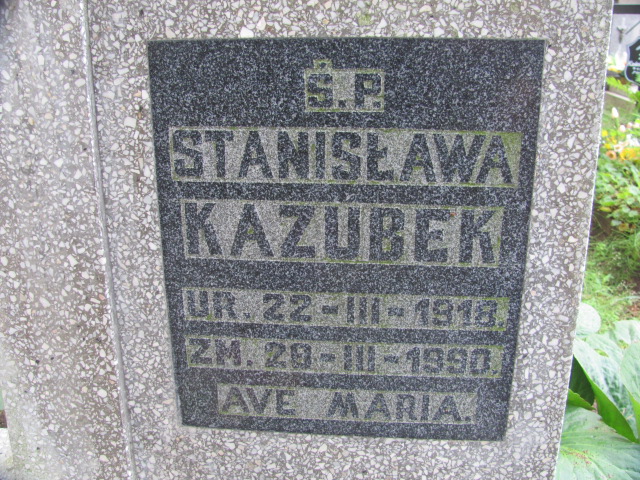 Ś.P.
STANISŁAWA
KAZUBEK
UR. 22-III-1918
ZM. 29-III-1990
AVE MARIA.